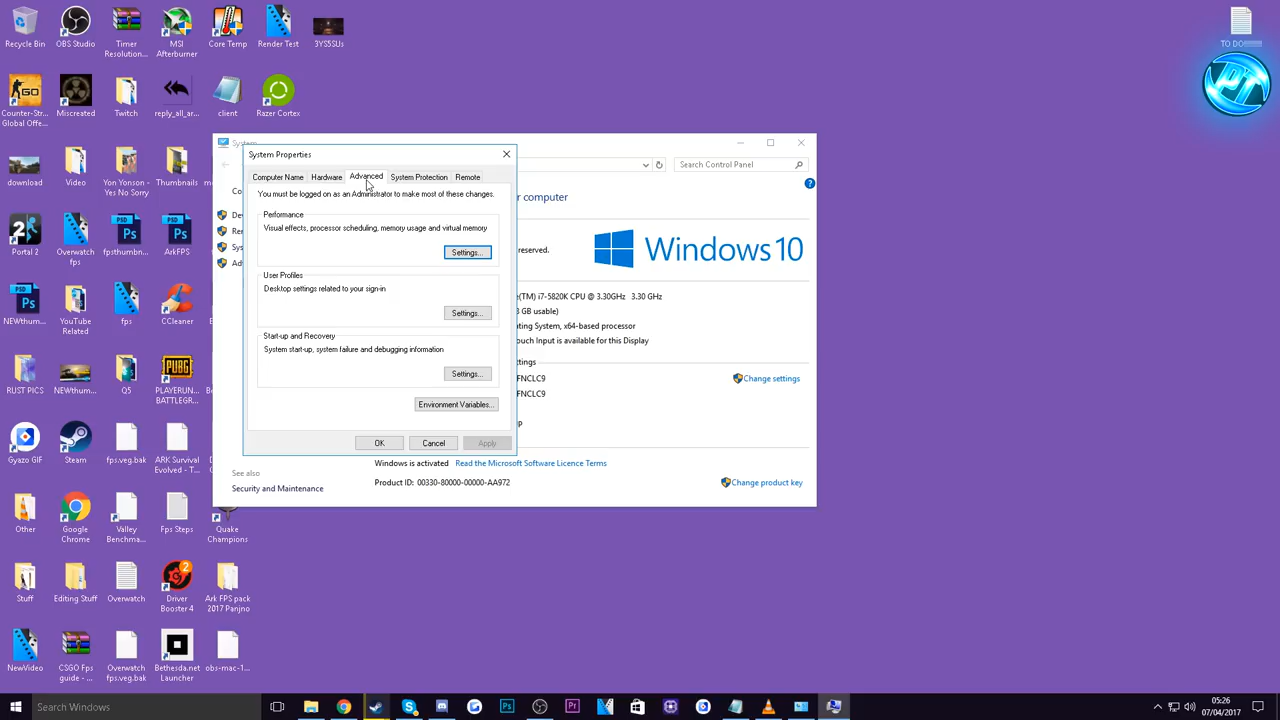 Recycle Bin
OBS Studio
Timer Resolution...
MSI Afterburner
Core Temp
Render Test
3YS5SUs
TO DO
Counter-Str... Global Offe...
Miscreated
Twitch
reply_all_ar...
client
Razer Cortex
download
Video
Yon Yonson - Yes No Sorry
Thumbnails
Portal 2
Overwatch fps
fpsthumbn...
ArkFPS
NEWthum...
YouTube Related
fps
CCleaner
RUST PICS
NEWthum...
Q5
PLAYERUN... BATTLEGR...
Gyazo GIF
Steam
fps.veg.bak
ARK Survival Evolved - T...
Other
Google Chrome
Valley Benchma...
Fps Steps
Quake Champions
Stuff
Editing Stuff
Overwatch
Driver Booster 4
Ark FPS pack 2017 Panjno
NewVideo
CSGO Fps guide - ...
Overwatch fps.veg.bak
Bethesda.net Launcher
obs-mac-1...
System
Search Control Panel
System Properties
Computer Name
Hardware
Advanced
System Protection
Remote
You must be logged on as an Administrator to make most of these changes.
Performance
Visual effects, processor scheduling, memory usage and virtual memory
Settings...
User Profiles
Desktop settings related to your sign-in
Settings...
Start-up and Recovery
System start-up, system failure and debugging information
Settings...
Environment Variables...
OK
Cancel
Apply
computer
reserved.
Windows 10
(TM) i7-5820K CPU @ 3.30GHz 3.30 GHz
GB usable)
ting System, x64-based processor
ouch Input is available for this Display
ettings
FNCLC9
Change settings
FNCLC9
Windows is activated Read the Microsoft Software Licence Terms
Product ID: 00330-80000-00000-AA972
Change product key
See also
Security and Maintenance
Search Windows
05:26
07/04/2017